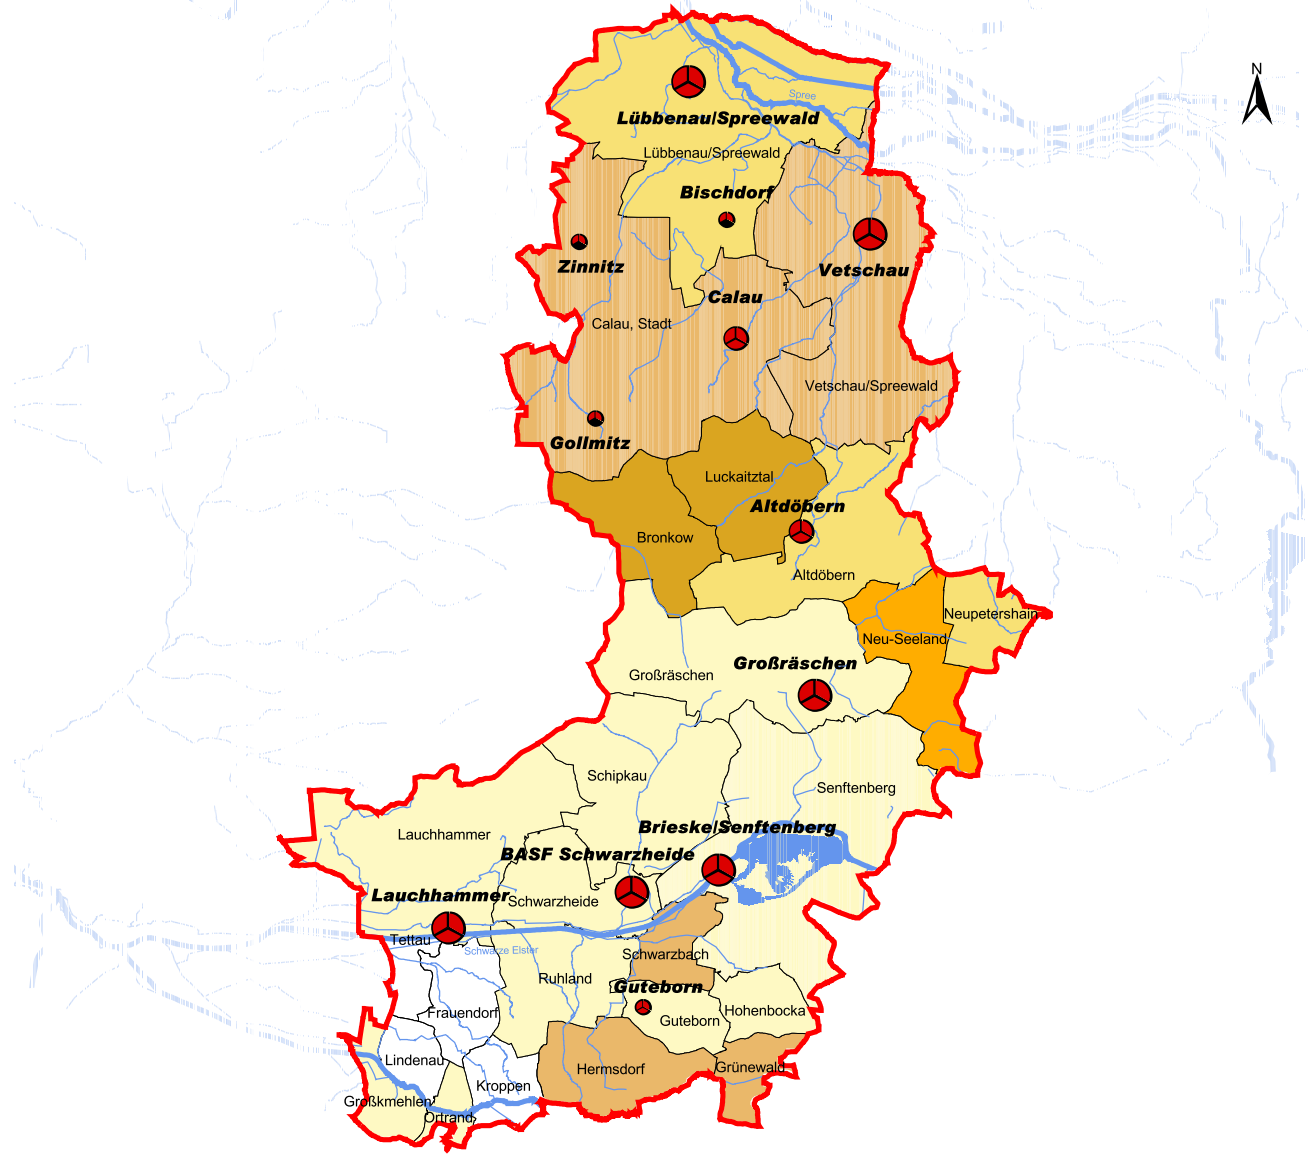 N
Spree
Lübbenau/Spreewald
Lübbenau/Spreewald
Bischdorf
Zinnitz
Vetschau
Calau
Calau, Stadt
Vetschau/Spreewald
Gollmitz
Luckaitztal
Altdöbern
Bronkow
Altdöbern
Neupetershain
Neu-Seeland
Großräschen
Großräschen
Schipkau
Senftenberg
Brieske/Senftenberg
Lauchhammer
BASF Schwarzheide
Lauchhammer
Schwarzheide
Tettau
Schwarze Elster
Schwarzbach
Ruhland
Guteborn
Frauendorf
Hohenbocka
Guteborn
Lindenau
Hermsdorf
Grünewald
Kroppen
Großkmehlen
Ortrand